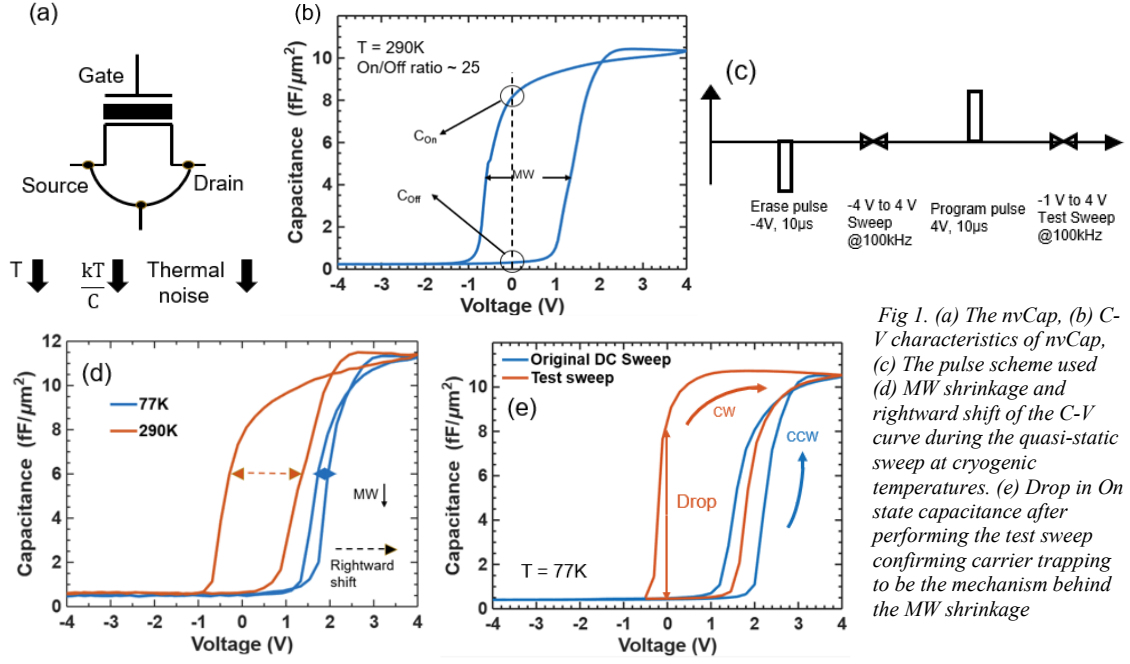 (a)
Gate
Source
Drain
T
kT
C
Thermal
noise
(b)
T = 290K
On/Off ratio ~ 25
C_On
MW
C_Off
Capacitance (fF/μm²)
10
8
6
4
2
0
-4 -3 -2 -1 0 1 2 3 4
Voltage (V)
(c)
Erase pulse
-4V, 10μs
-4 V to 4 V
Sweep
@100kHz
Program pulse
4V, 10μs
-1 V to 4 V
Test Sweep
@100kHz
(d)
77K
290K
MW
Rightward
shift
Capacitance (fF/μm²)
12
10
8
6
4
2
0
-4 -3 -2 -1 0 1 2 3 4
Voltage (V)
Original DC Sweep
Test sweep
(e)
CW
CCW
Drop
T = 77K
Capacitance (fF/μm²)
10
8
6
4
2
0
-4 -3 -2 -1 0 1 2 3 4
Voltage (V)
Fig 1. (a) The nvCap, (b) C-
V characteristics of nvCap,
(c) The pulse scheme used
(d) MW shrinkage and
rightward shift of the C-V
curve during the quasi-static
sweep at cryogenic
temperatures. (e) Drop in On
state capacitance after
performing the test sweep
confirming carrier trapping
to be the mechanism behind
the MW shrinkage